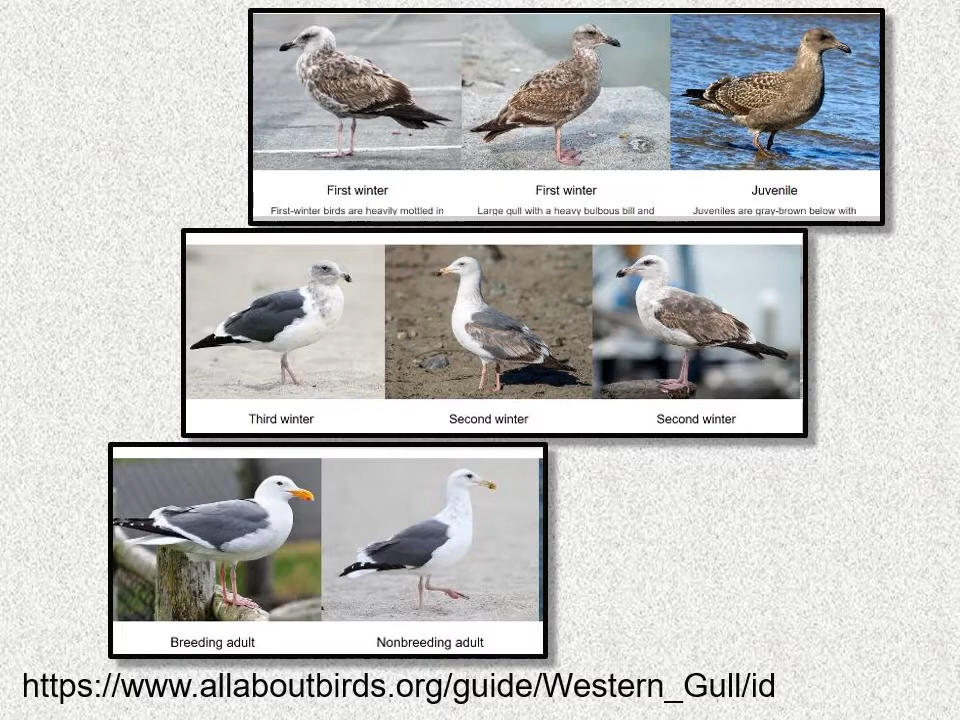 First winter
First winter
Juvenile
First-winter birds are heavily mottled in
Large gull with a heavy bulbous bill and
Juveniles are gray-brown below with
Third winter
Second winter
Second winter
Breeding adult
Nonbreeding adult
https://www.allaboutbirds.org/guide/Western_Gull/id